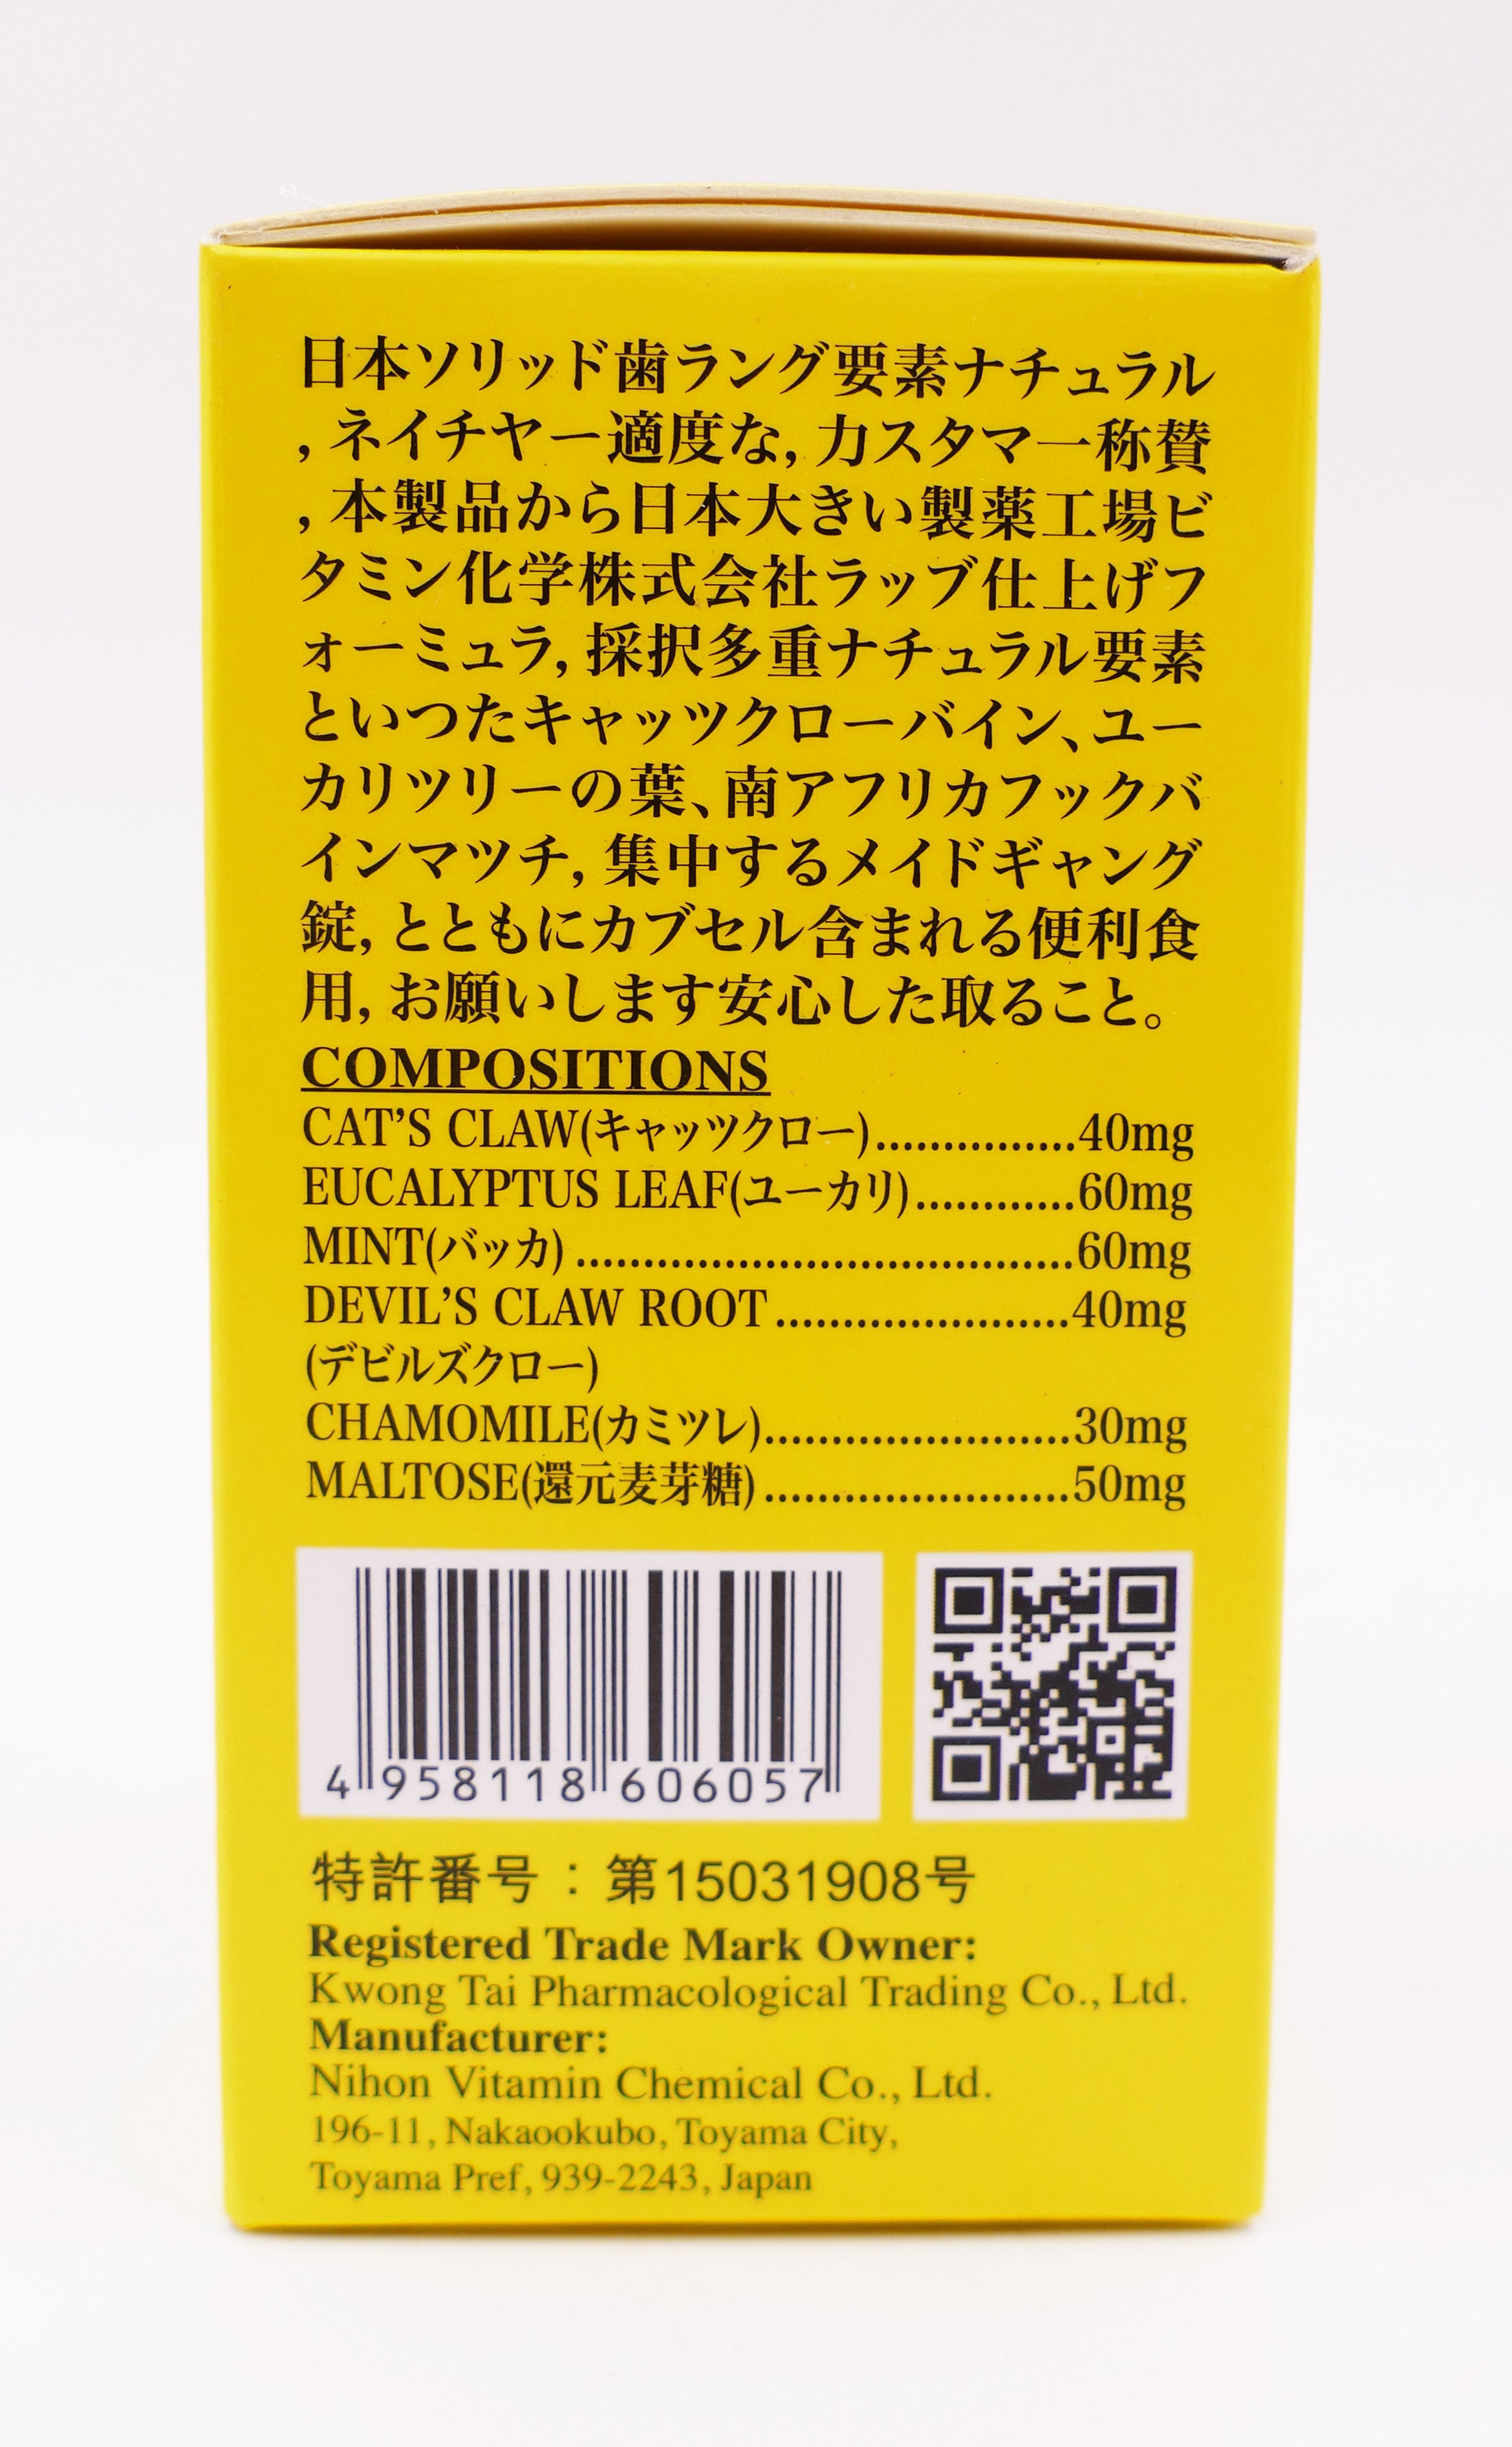 日本ソリッド歯ラング要素ナチュラル
, ネイチヤー適度な, 力スタマー称賛
, 本製品から日本大きい製薬工場ビ
タミン化学株式会社ラップ仕上げフ
ォーミュラ, 採択多重ナチュラル要素
といつたキャッツクローバイン、ユー
カリツリーの葉、南アフリカフックバ
インマツチ, 集中するメイドギャング
錠, とともにカプセル含まれる便利食
用, お願いします安心した取ること。
COMPOSITIONS
CAT'S CLAW(キャッツクロー)...............40mg
EUCALYPTUS LEAF(ユーカリ)............60mg
MINT(バッカ) .....................................60mg
DEVIL'S CLAW ROOT......................40mg
(デビルズクロー)
CHAMOMILE(カミツレ).......................30mg
MALTOSE(還元麦芽糖) .......................50mg
4 958118 606057
特許番号：第15031908号
Registered Trade Mark Owner:
Kwong Tai Pharmacological Trading Co., Ltd.
Manufacturer:
Nihon Vitamin Chemical Co., Ltd.
196-11, Nakaookubo, Toyama City,
Toyama Pref, 939-2243, Japan